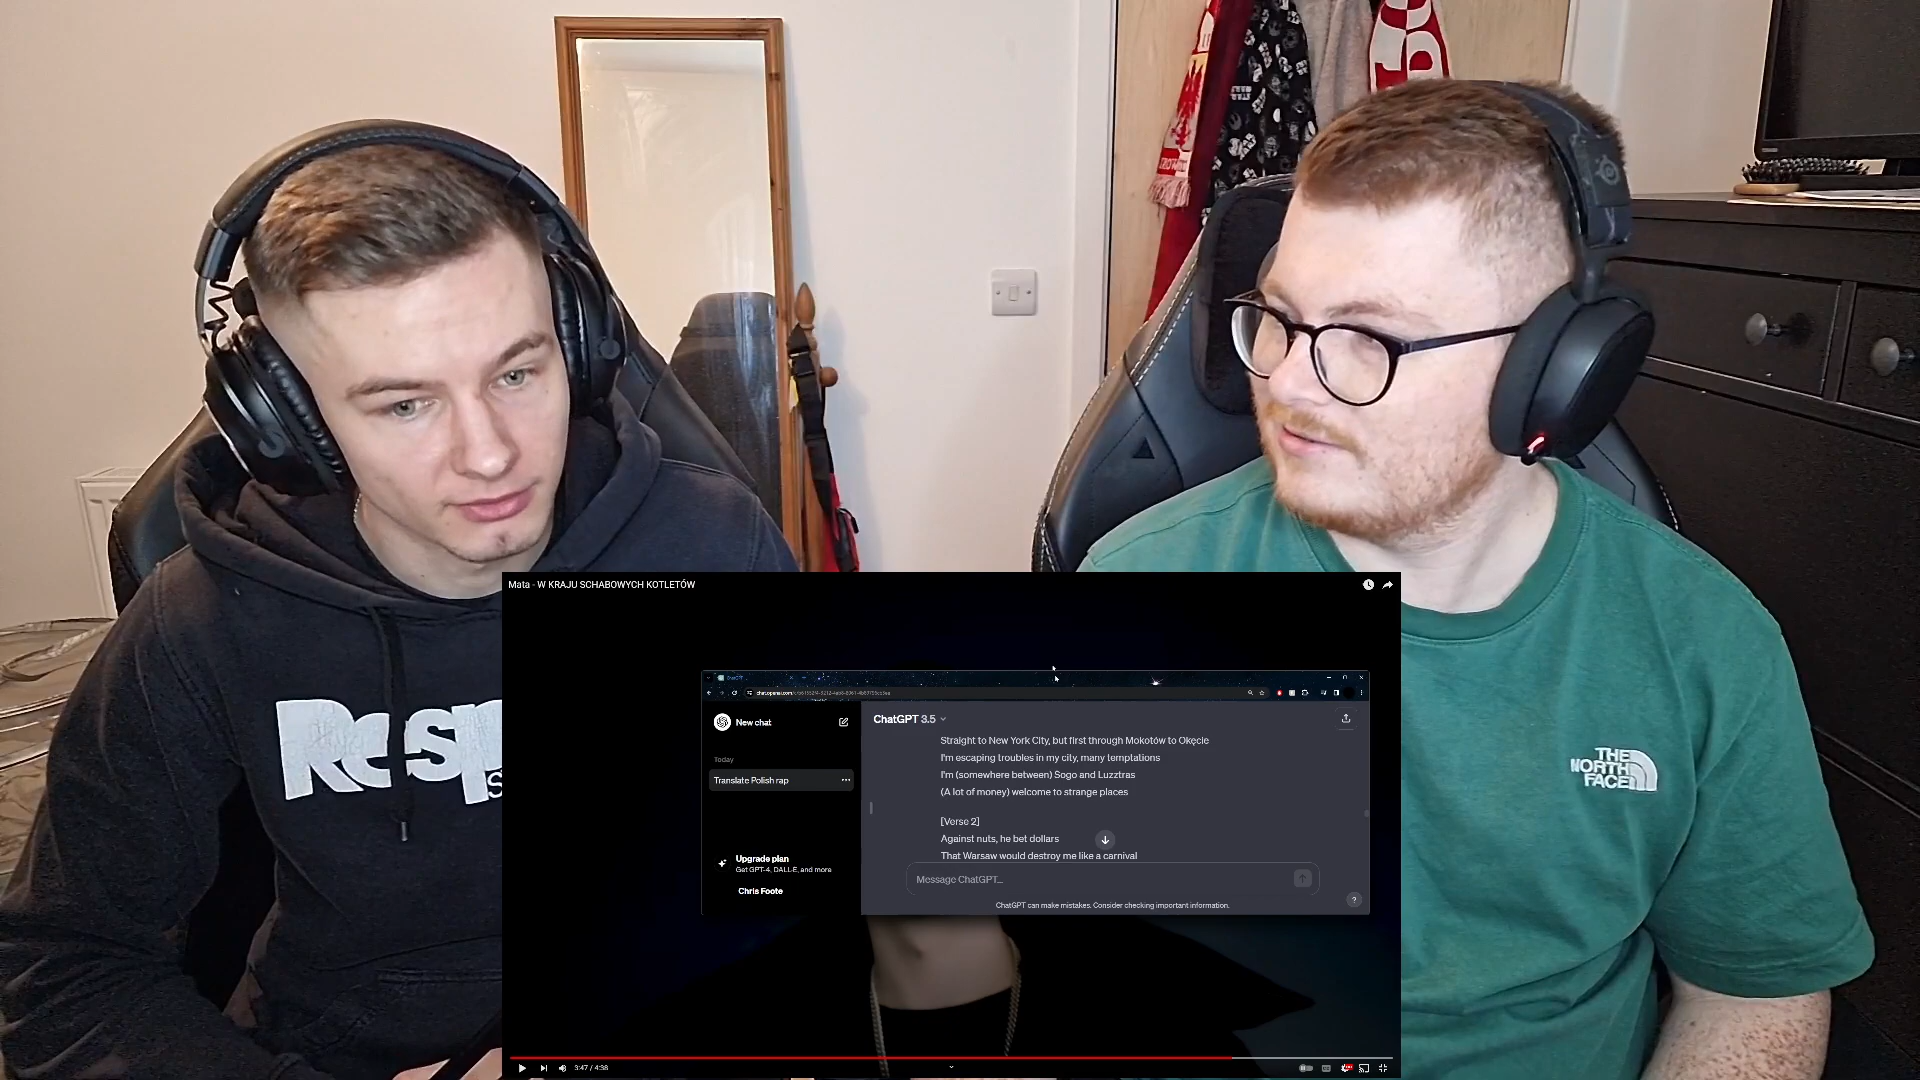 Mata - W KRAJU SCHABOWYCH KOTLETÓW
ChatGPT
New chat
Today
Translate Polish rap
Upgrade plan
Get GPT-4, DALL·E, and more
Chris Foote
ChatGPT 3.5
Straight to New York City, but first through Mokotów to Okęcie
I'm escaping troubles in my city, many temptations
I'm (somewhere between) Sogo and Luzztras
(A lot of money) welcome to strange places
[Verse 2]
Against nuts, he bet dollars
That Warsaw would destroy me like a carnival
Message ChatGPT...
ChatGPT can make mistakes. Consider checking important information.
?
3:47 / 4:38
THE
NORTH
FACE